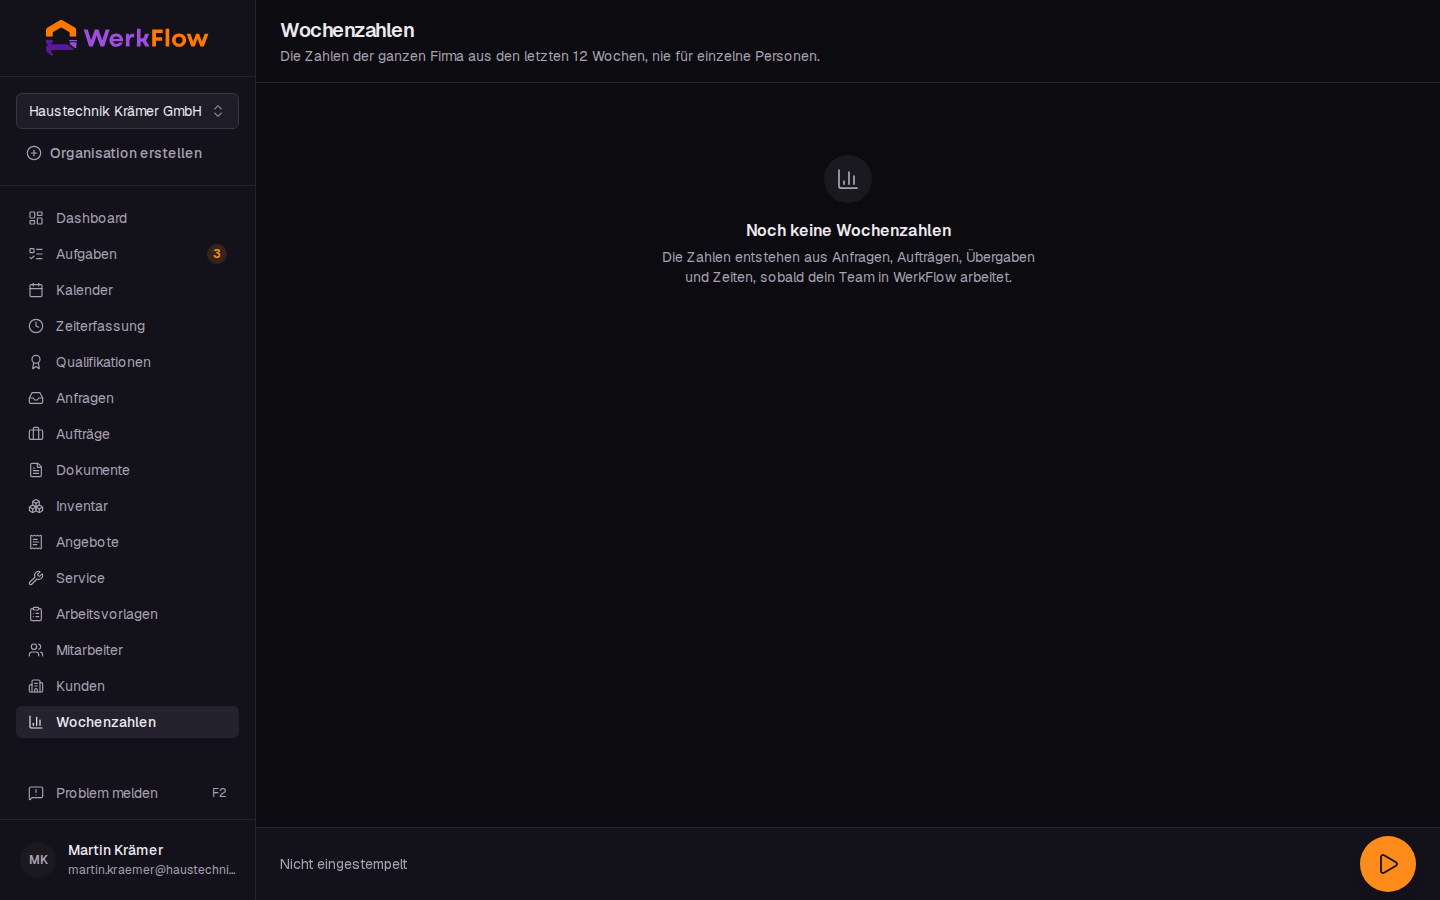 WerkFlow
Haustechnik Krämer GmbH
Organisation erstellen
Dashboard
Aufgaben 3
Kalender
Zeiterfassung
Qualifikationen
Anfragen
Aufträge
Dokumente
Inventar
Angebote
Service
Arbeitsvorlagen
Mitarbeiter
Kunden
Wochenzahlen
Problem melden F2
MK
Martin Krämer
martin.kraemer@haustechni...
Wochenzahlen
Die Zahlen der ganzen Firma aus den letzten 12 Wochen, nie für einzelne Personen.
Noch keine Wochenzahlen
Die Zahlen entstehen aus Anfragen, Aufträgen, Übergaben
und Zeiten, sobald dein Team in WerkFlow arbeitet.
Nicht eingestempelt